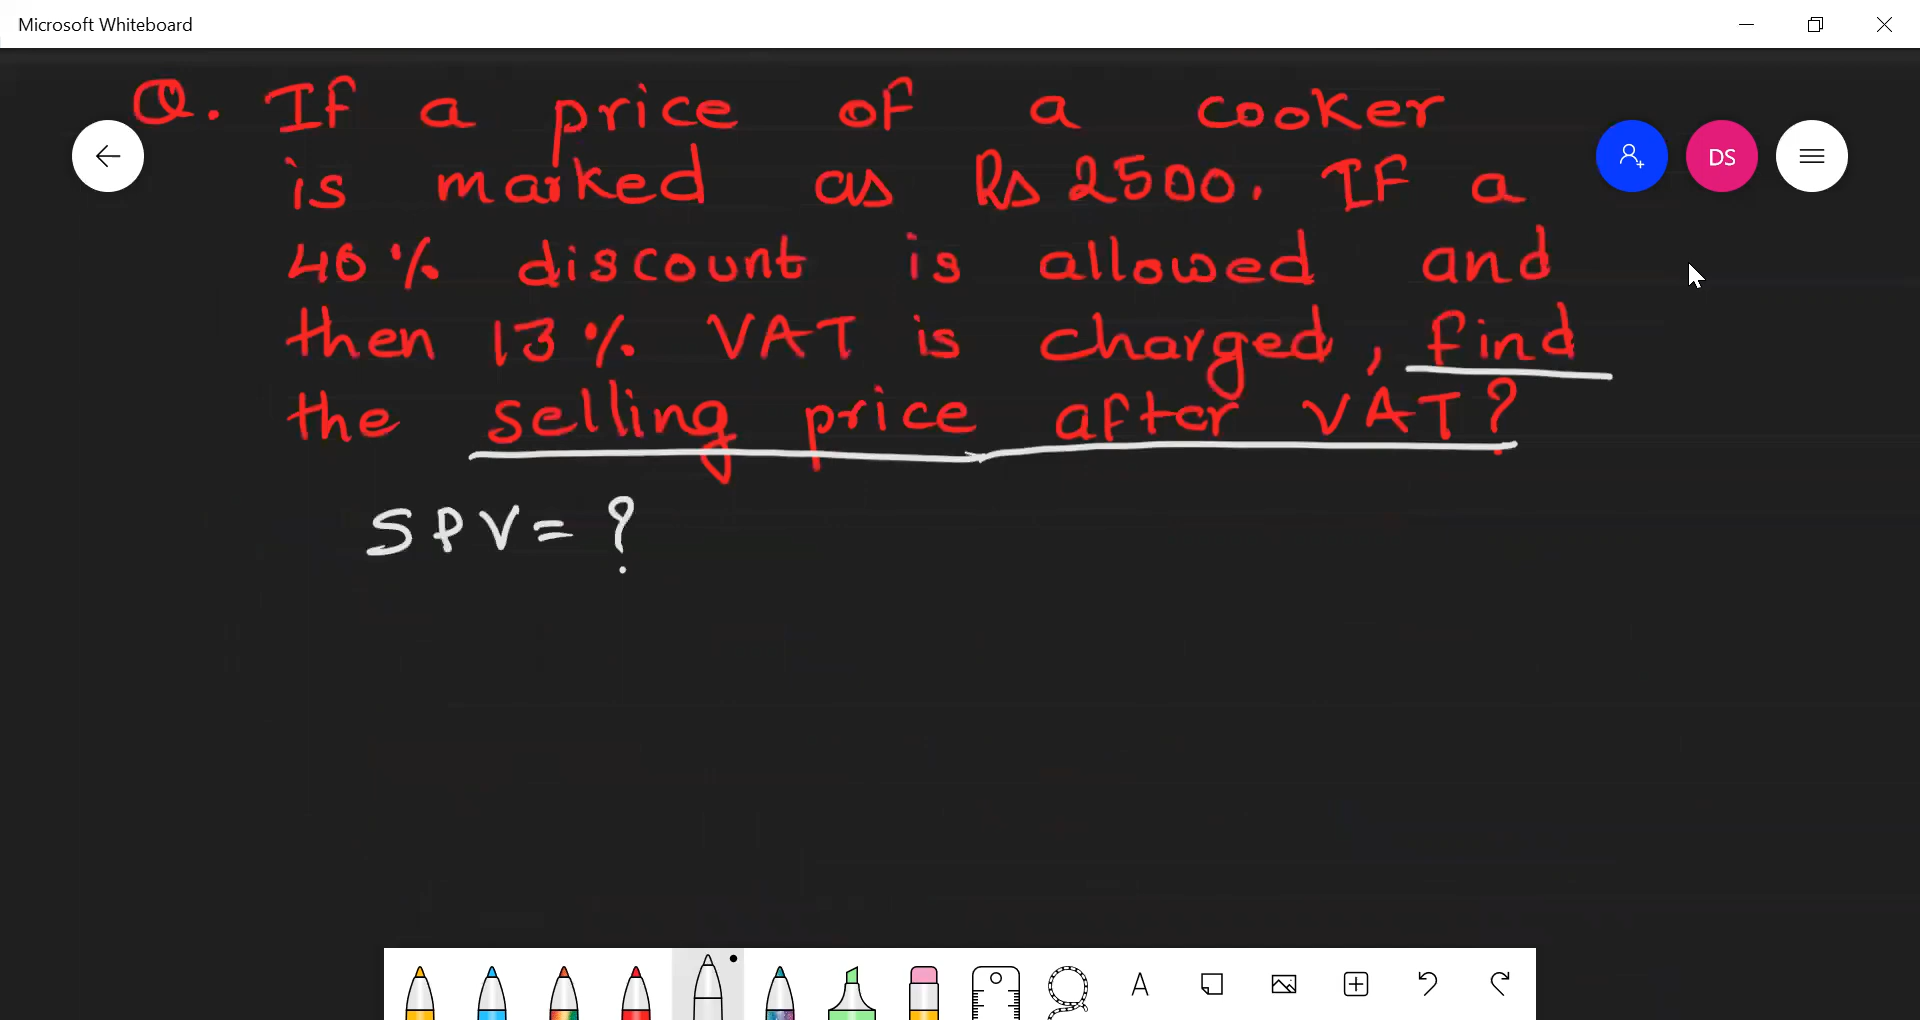 Microsoft Whiteboard
Q. If a price of a cooker
is marked as Rs 2500. If a
DS
40% discount is allowed and
then 13% VAT is charged, find
the selling price after VAT?
SPV = ?
A